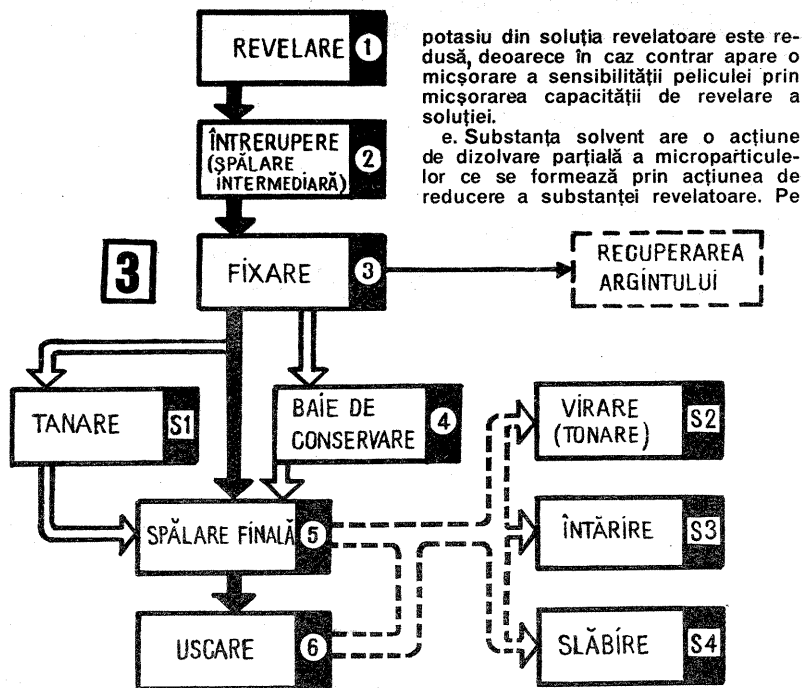 REVELARE 1
potasiu din soluția revelatoare este re-
dusă, deoarece în caz contrar apare o
micșorare a sensibilității peliculei prin
micșorarea capacității de revelare a
soluției.
e. Substanța solvent are o acțiune
de dizolvare parțială a microparticule-
lor ce se formează prin acțiunea de
reducere a substanței revelatoare. Pe
ÎNTRERUPERE
(SPĂLARE
INTERMEDIARĂ)
2
3
FIXARE 3
RECUPERAREA
ARGINTULUI
TANARE S1
BAIE DE
CONSERVARE
4
VIRARE
(TONARE)
S2
SPĂLARE FINALĂ 5
ÎNTĂRIRE S3
USCARE 6
SLĂBIRE S4